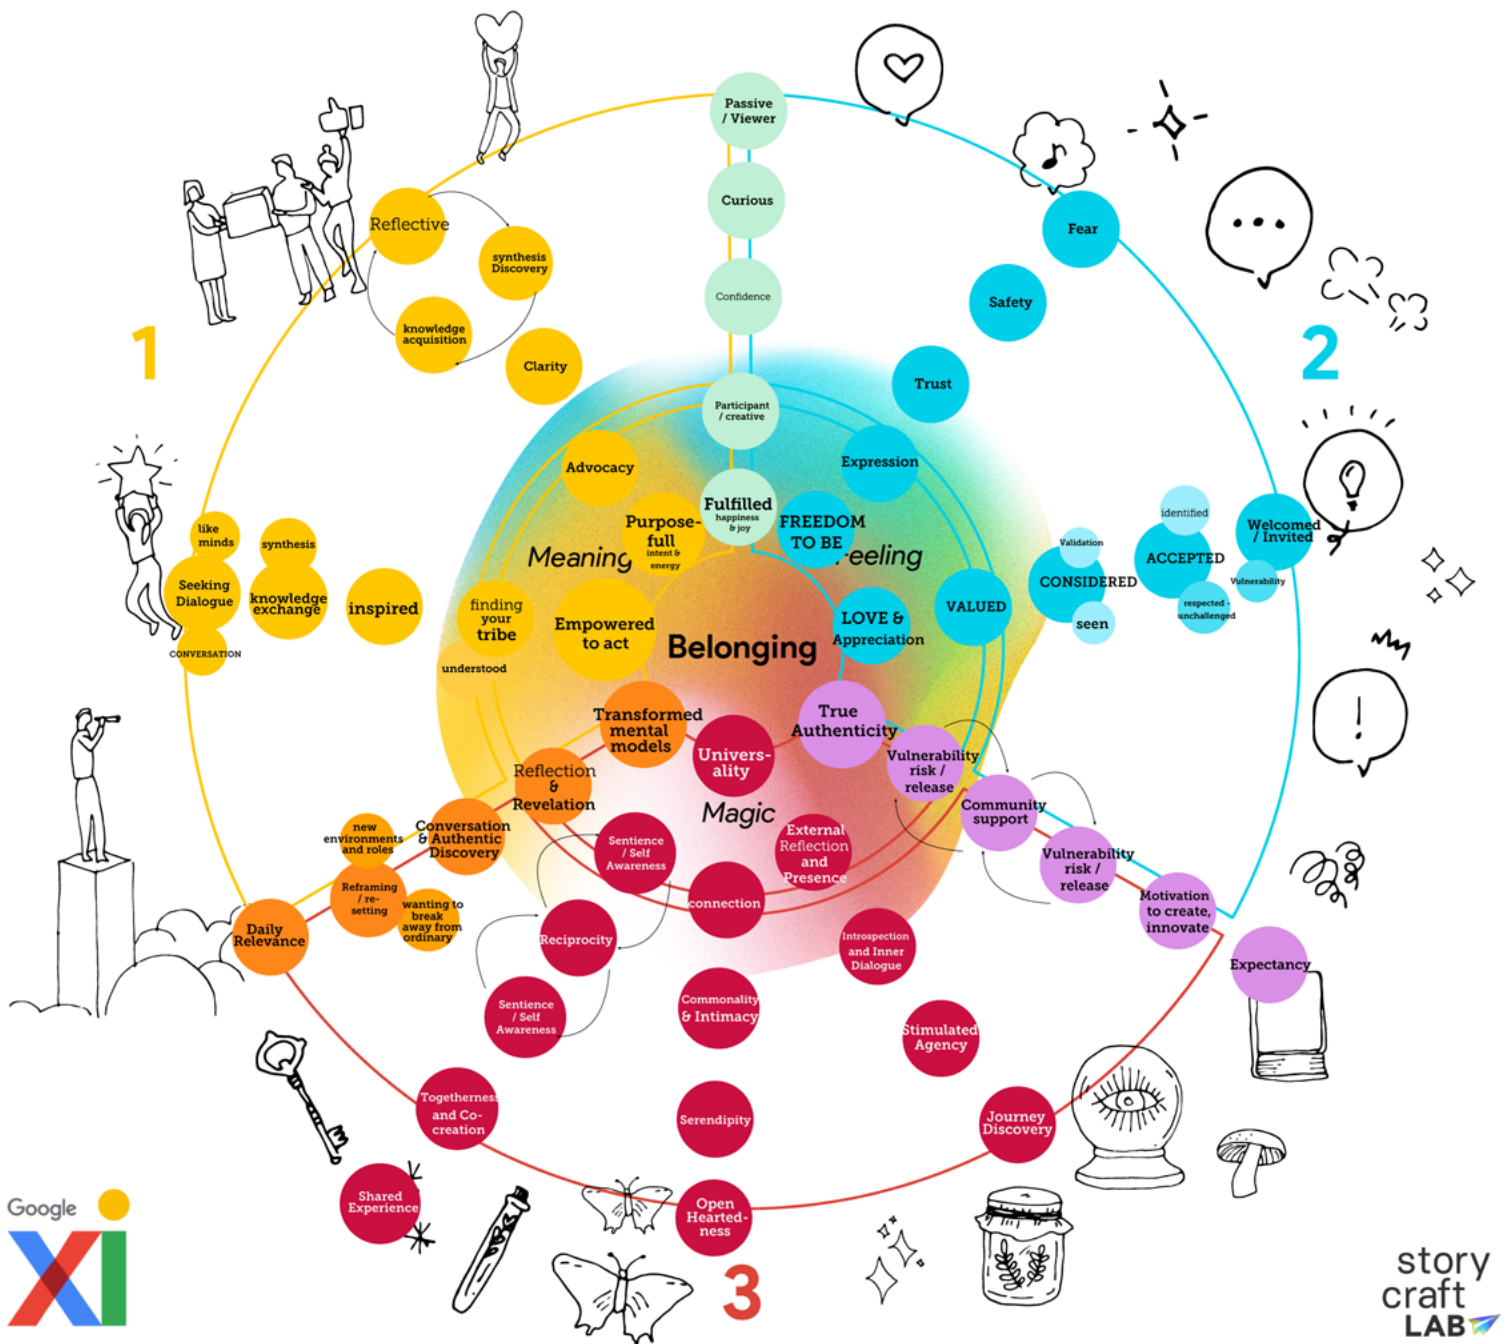 Passive
/ Viewer
Curious
Confidence
Participant
/ creative
Fulfilled
happiness
& joy
1
Reflective
synthesis
Discovery
knowledge
acquisition
Clarity
Advocacy
Purpose-
full
intent &
energy
Meaning
like
minds
Seeking
Dialogue
CONVERSATION
synthesis
knowledge
exchange
inspired
finding
your
tribe
understood
Empowered
to act
2
Fear
Safety
Trust
Expression
FREEDOM
TO BE
eeling
LOVE &
Appreciation
VALUED
Validation
CONSIDERED
seen
identified
ACCEPTED
respected -
unchallenged
Welcomed
/ Invited
Vulnerability
Belonging
Transformed
mental
models
Univers-
ality
True
Authenticity
Magic
Reflection
&
Revelation
Conversation
& Authentic
Discovery
new
environments
and roles
Reframing
/ re-
setting
wanting to
break
away from
ordinary
Daily
Relevance
Vulnerability
risk /
release
Community
support
Vulnerability
risk /
release
Motivation
to create,
innovate
Expectancy
Sentience
/ Self
Awareness
External
Reflection
and
Presence
connection
Reciprocity
Sentience
/ Self
Awareness
Introspection
and Inner
Dialogue
Commonality
& Intimacy
Stimulated
Agency
Togetherness
and Co-
creation
Serendipity
Journey
Discovery
Shared
Experience
Open
Hearted-
ness
3
Google
Xi
story
craft
LAB